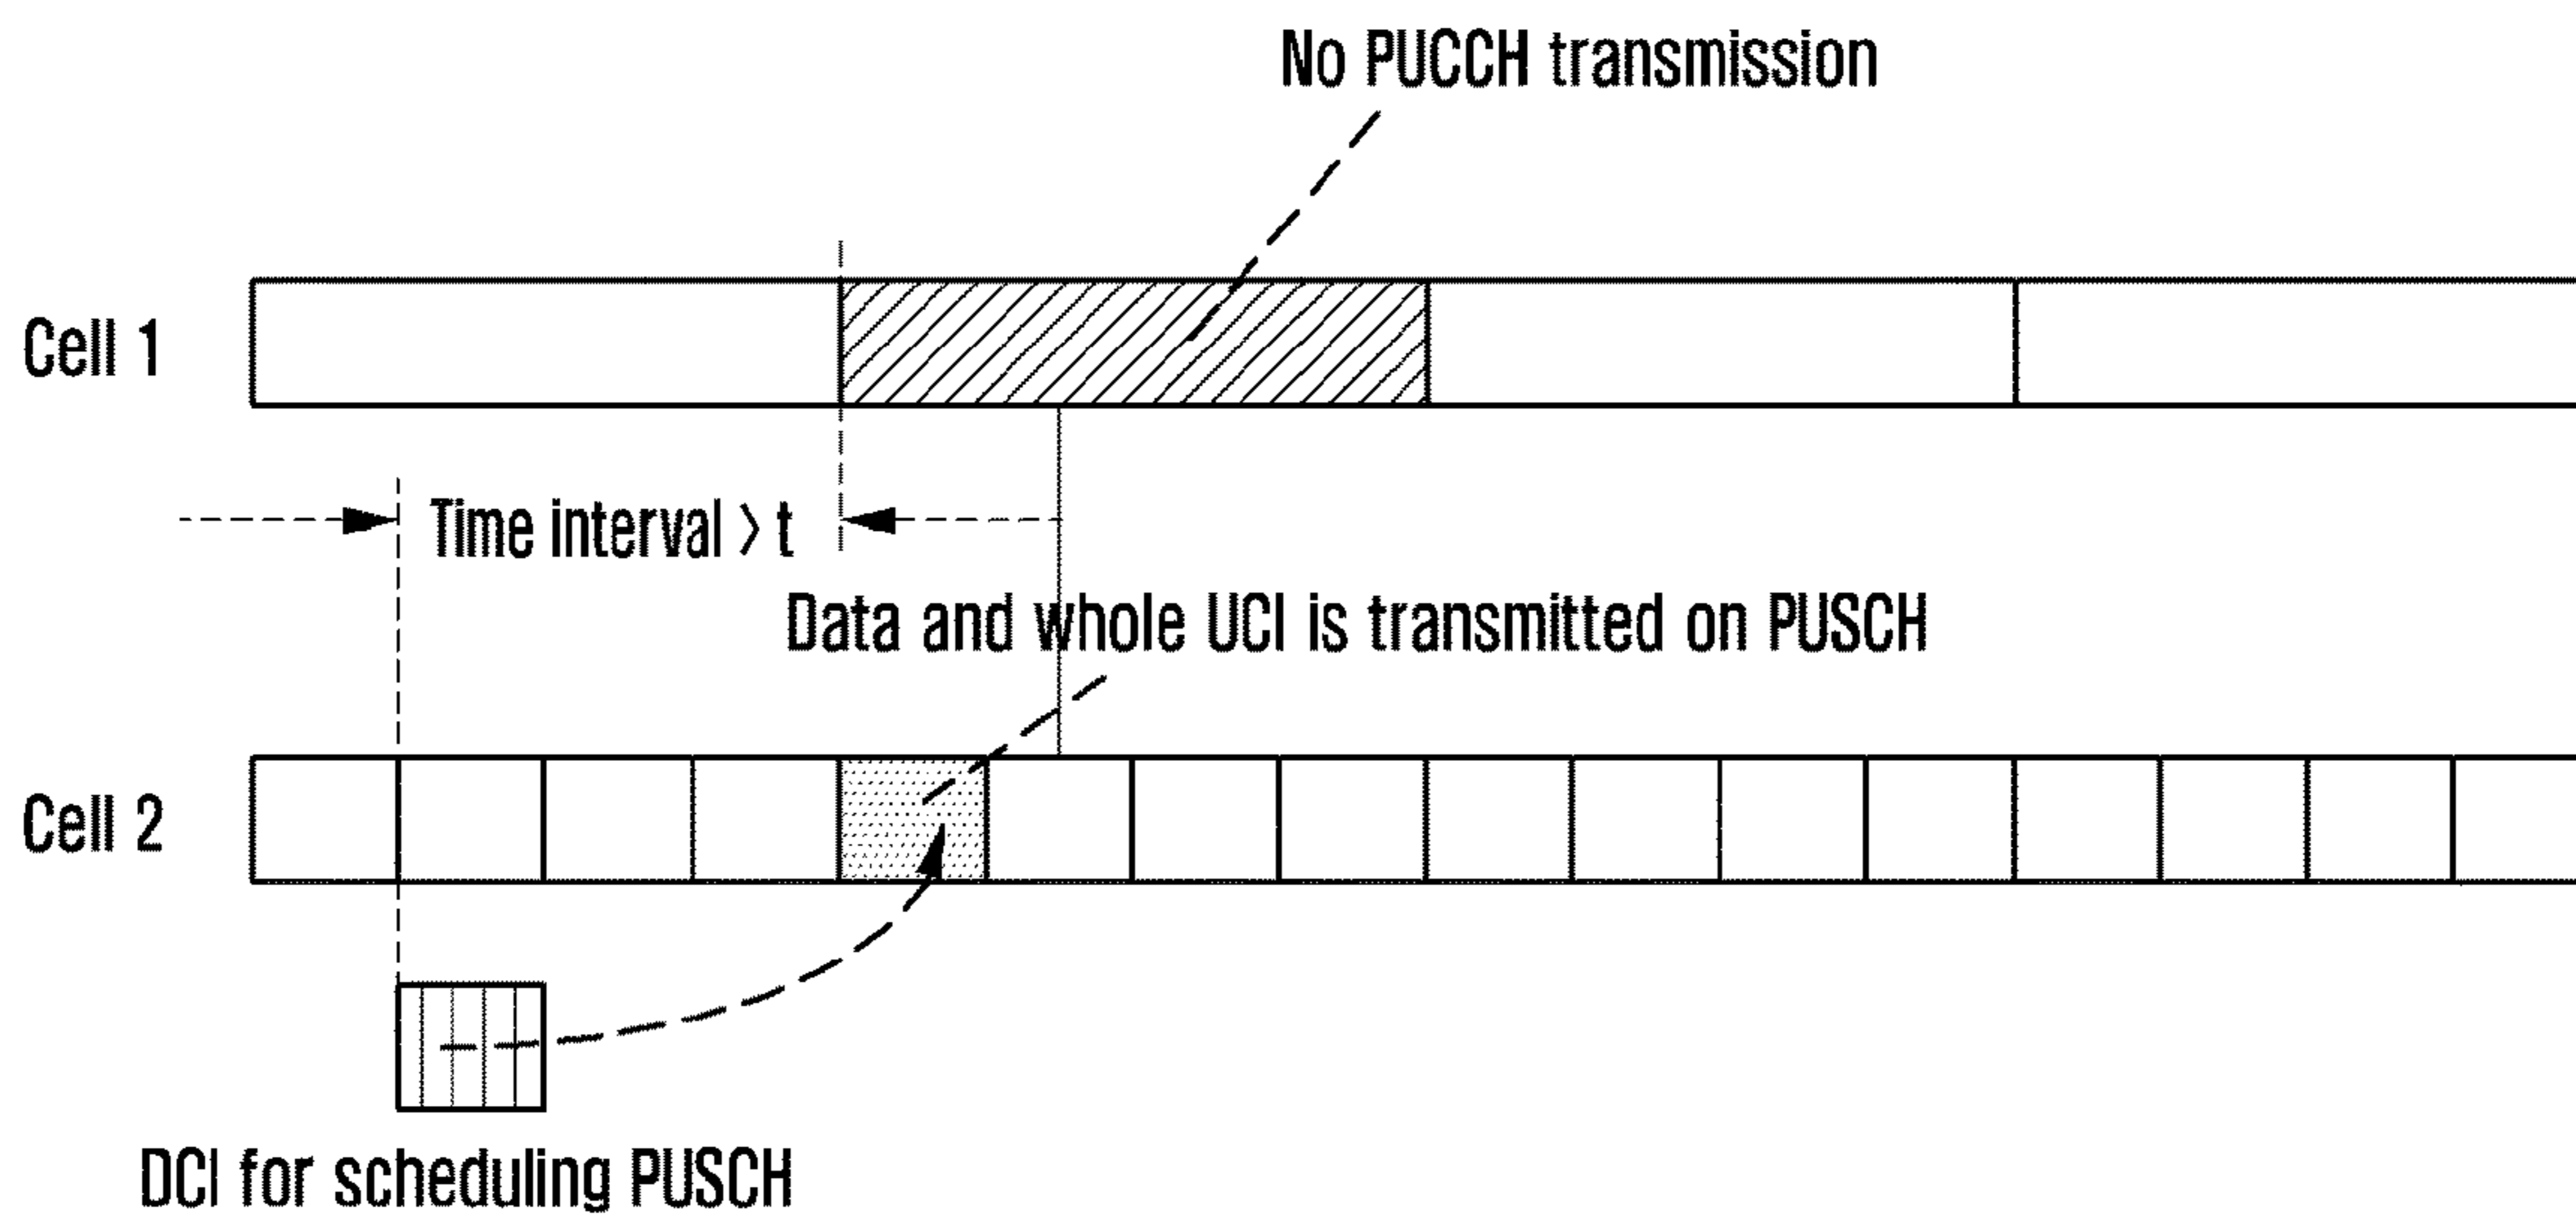 No PUCCH transmission
Cell 1
Time interval > t
Data and whole UCI is transmitted on PUSCH
Cell 2
DCI for scheduling PUSCH